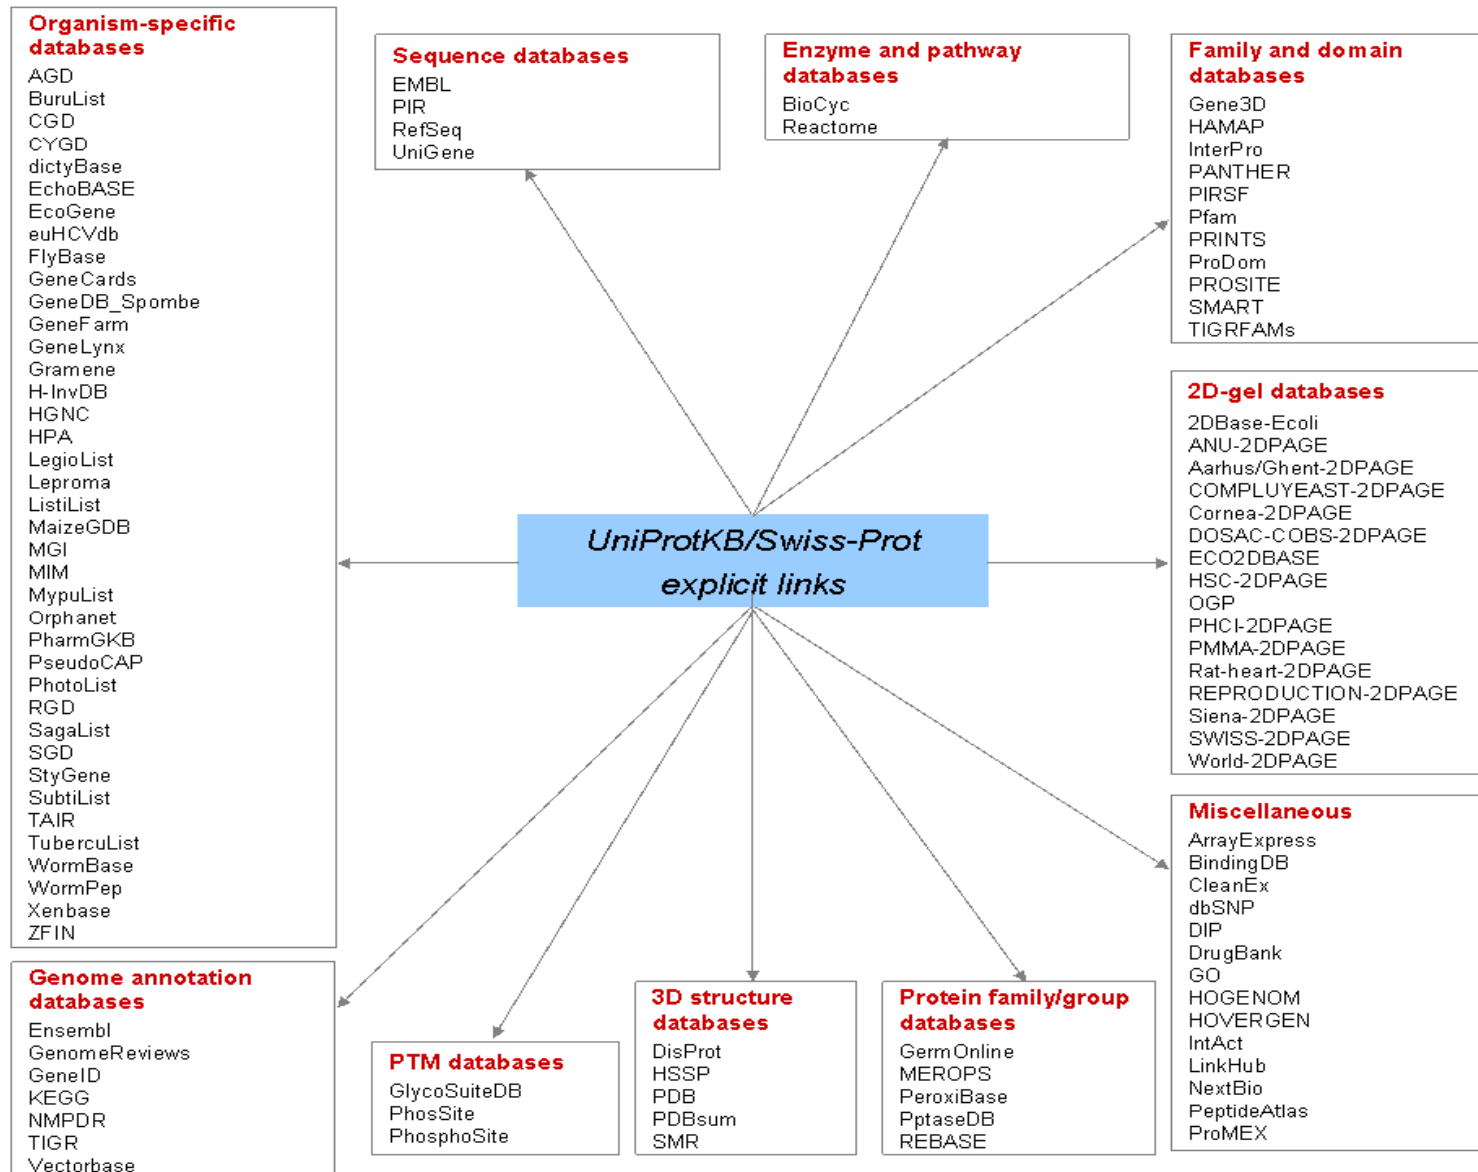 Organism-specific
databases
AGD
BuruList
CGD
CYGD
dictyBase
EchoBASE
EcoGene
euHCVdb
FlyBase
GeneCards
GeneDB_Spombe
GeneFarm
GeneLynx
Gramene
H-InvDB
HGNC
HPA
LegioList
Leproma
ListiList
MaizeGDB
MGI
MIM
MypuList
Orphanet
PharmGKB
PseudoCAP
PhotoList
RGD
SagaList
SGD
StyGene
SubtiList
TAIR
TubercuList
WormBase
WormPep
Xenbase
ZFIN
Sequence databases
EMBL
PIR
RefSeq
UniGene
Enzyme and pathway
databases
BioCyc
Reactome
Family and domain
databases
Gene3D
HAMAP
InterPro
PANTHER
PIRSF
Pfam
PRINTS
ProDom
PROSITE
SMART
TIGRFAMs
2D-gel databases
2DBase-Ecoli
ANU-2DPAGE
Aarhus/Ghent-2DPAGE
COMPLUYEAST-2DPAGE
Cornea-2DPAGE
DOSAC-COBS-2DPAGE
ECO2DBASE
HSC-2DPAGE
OGP
PHCI-2DPAGE
PMMA-2DPAGE
Rat-heart-2DPAGE
REPRODUCTION-2DPAGE
Siena-2DPAGE
SWISS-2DPAGE
World-2DPAGE
UniProtKB/Swiss-Prot
explicit links
Miscellaneous
ArrayExpress
BindingDB
CleanEx
dbSNP
DIP
DrugBank
GO
HOGENOM
HOVERGEN
IntAct
LinkHub
NextBio
PeptideAtlas
ProMEX
Genome annotation
databases
Ensembl
GenomeReviews
GeneID
KEGG
NMPDR
TIGR
Vectorbase
PTM databases
GlycoSuiteDB
PhosSite
PhosphoSite
3D structure
databases
DisProt
HSSP
PDB
PDBsum
SMR
Protein family/group
databases
GermOnline
MEROPS
PeroxiBase
PptaseDB
REBASE